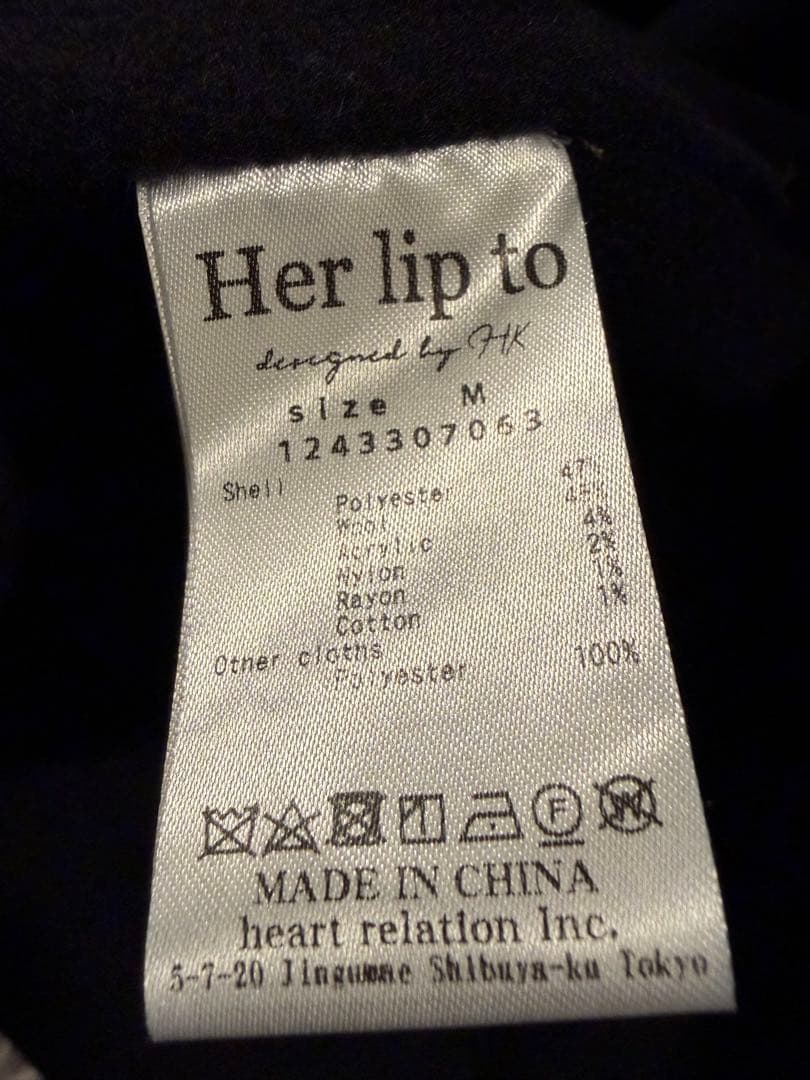 Her lip to
designed by HK
size M
1243307063
Shell
Polyester 47%
Wool 45%
Acrylic 4%
Nylon 2%
Rayon 1%
Cotton 1%
Other cloths
Polyester 100%
F W
MADE IN CHINA
heart relation Inc.
5-7-20 Jingumae Shibuya-ku Tokyo